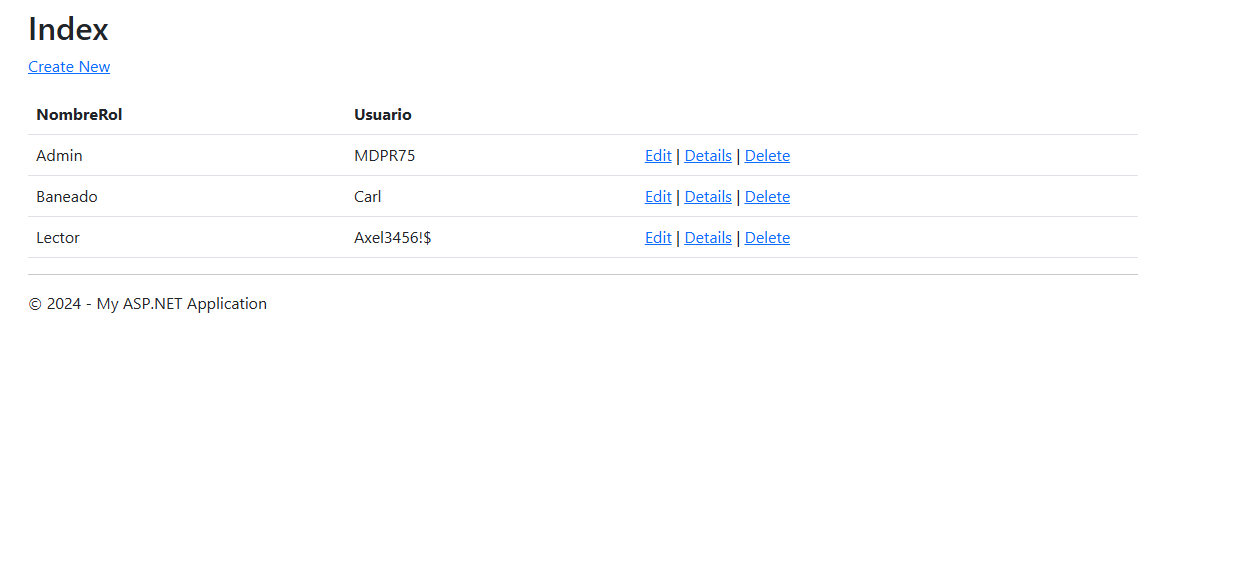 Index
Create New
NombreRol Usuario
Admin MDPR75 Edit | Details | Delete
Baneado Carl Edit | Details | Delete
Lector Axel3456!$ Edit | Details | Delete
© 2024 - My ASP.NET Application